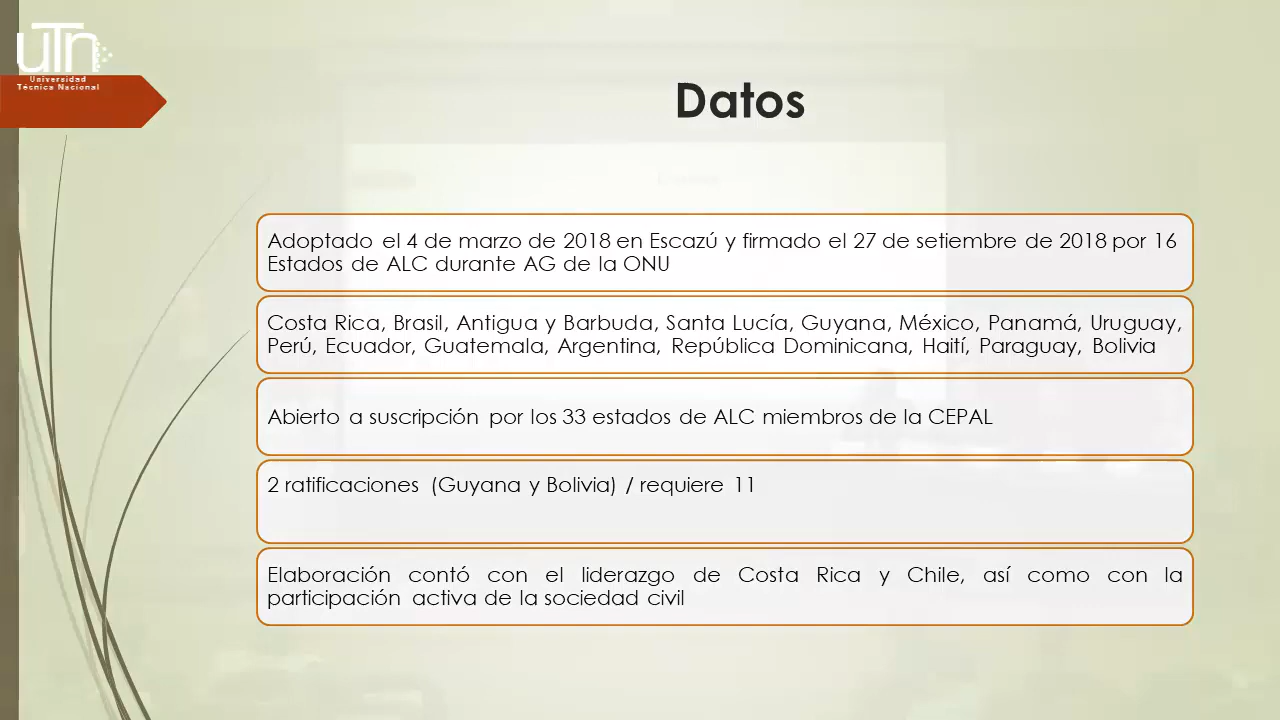 uTn
Universidad
Técnica Nacional
Datos
Adoptado el 4 de marzo de 2018 en Escazú y firmado el 27 de setiembre de 2018 por 16
Estados de ALC durante AG de la ONU
Costa Rica, Brasil, Antigua y Barbuda, Santa Lucía, Guyana, México, Panamá, Uruguay,
Perú, Ecuador, Guatemala, Argentina, República Dominicana, Haití, Paraguay, Bolivia
Abierto a suscripción por los 33 estados de ALC miembros de la CEPAL
2 ratificaciones (Guyana y Bolivia) / requiere 11
Elaboración contó con el liderazgo de Costa Rica y Chile, así como con la
participación activa de la sociedad civil